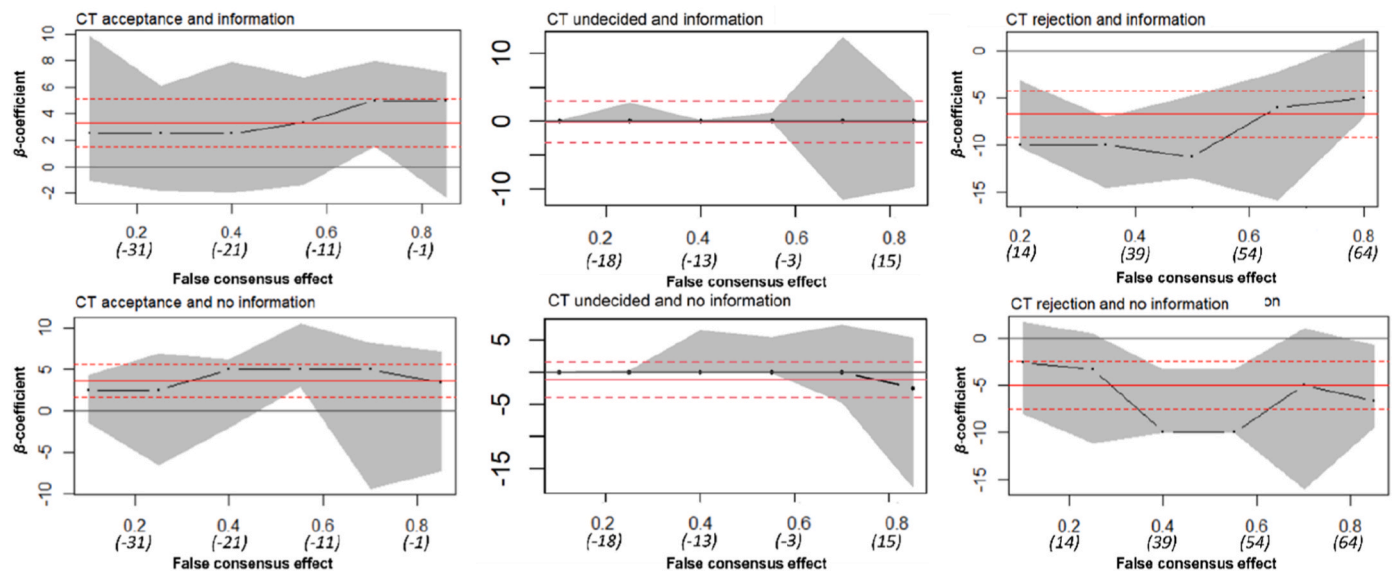 CT acceptance and information
β-coefficient
10
8
6
4
2
0
-2
0.2 0.4 0.6 0.8
(-31) (-21) (-11) (-1)
False consensus effect
CT undecided and information
10
0
-10
0.2 0.4 0.6 0.8
(-18) (-13) (-3) (15)
False consensus effect
CT rejection and information
β-coefficient
0
-5
-10
-15
0.2 0.4 0.6 0.8
(14) (39) (54) (64)
False consensus effect
CT acceptance and no information
β-coefficient
10
5
0
-5
-10
0.2 0.4 0.6 0.8
(-31) (-21) (-11) (-1)
False consensus effect
CT undecided and no information
5
-5
-15
0.2 0.4 0.6 0.8
(-18) (-13) (-3) (15)
False consensus effect
CT rejection and no information on
β-coefficient
0
-5
-10
-15
0.2 0.4 0.6 0.8
(14) (39) (54) (64)
False consensus effect